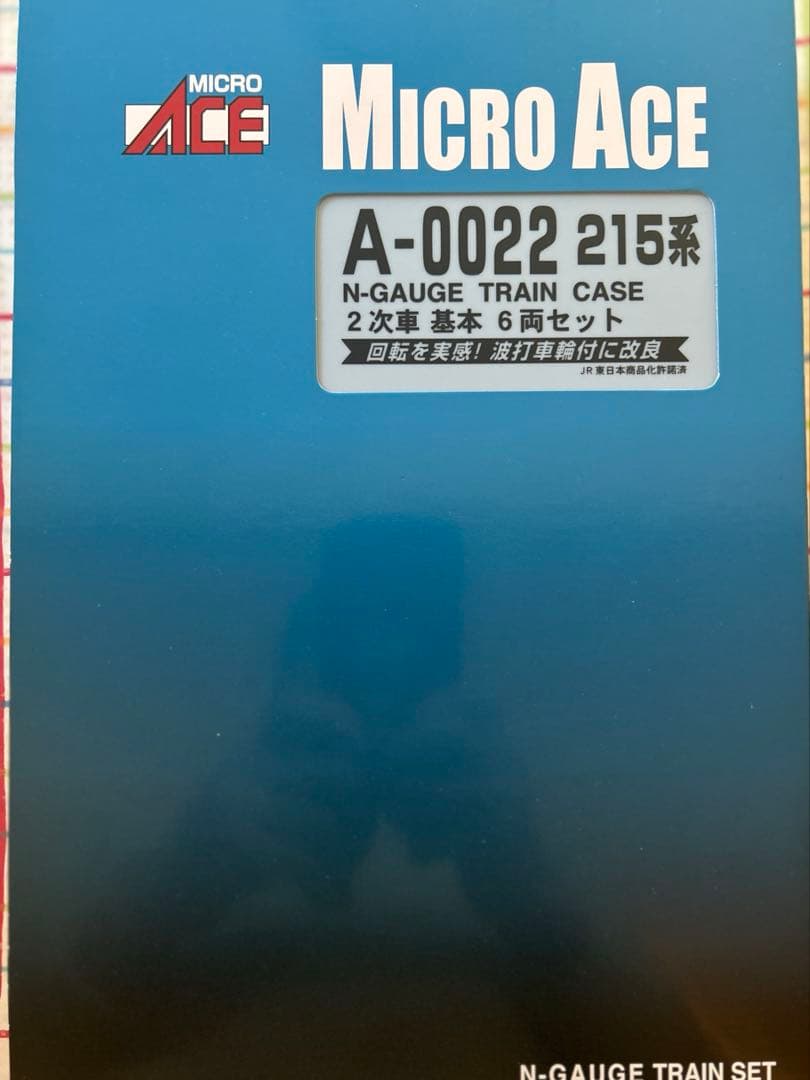 MICRO
ACE
MICRO ACE
A-0022 215系
N-GAUGE TRAIN CASE
2次車 基本 6両セット
回転を実感! 波打車輪付に改良
JR東日本商品化許諾済
N-GAUGE TRAIN SET